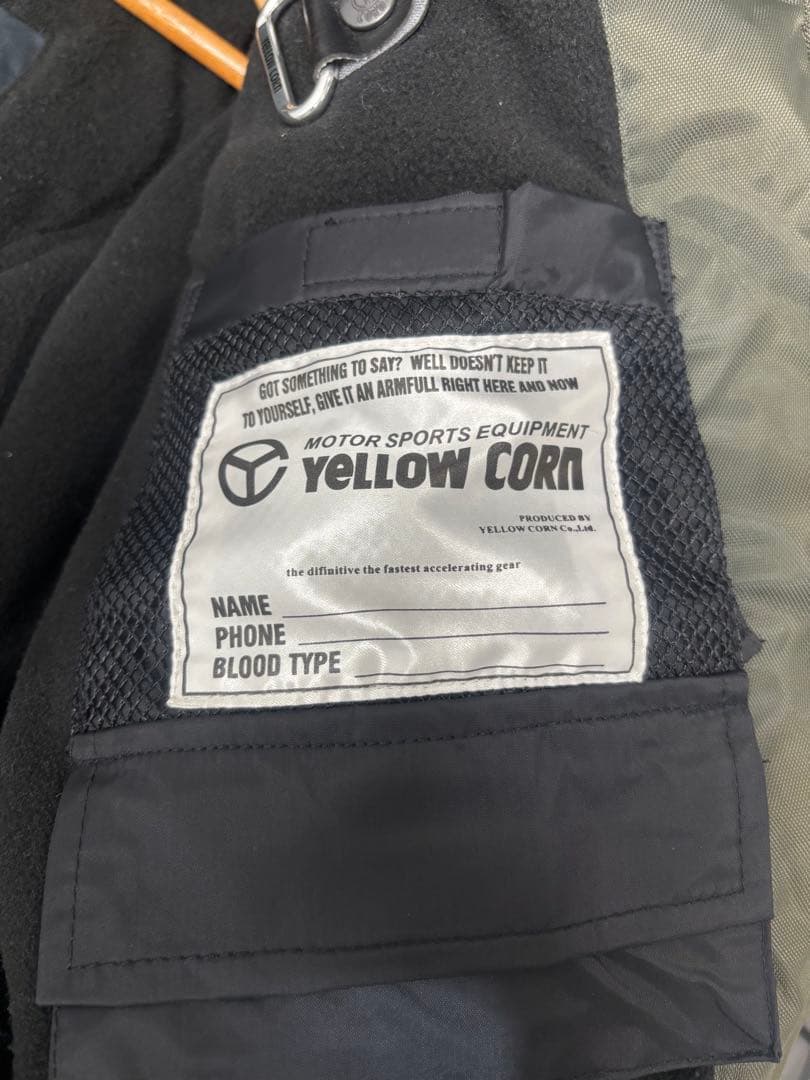 YELLOW CORN
GOT SOMETHING TO SAY? WELL DOESN'T KEEP IT
TO YOURSELF, GIVE IT AN ARMFULL RIGHT HERE AND NOW
MOTOR SPORTS EQUIPMENT
YeLLOW CORn
PRODUCED BY
YELLOW CORN Co.,Ltd.
the difinitive the fastest accelerating gear
NAME
PHONE
BLOOD TYPE